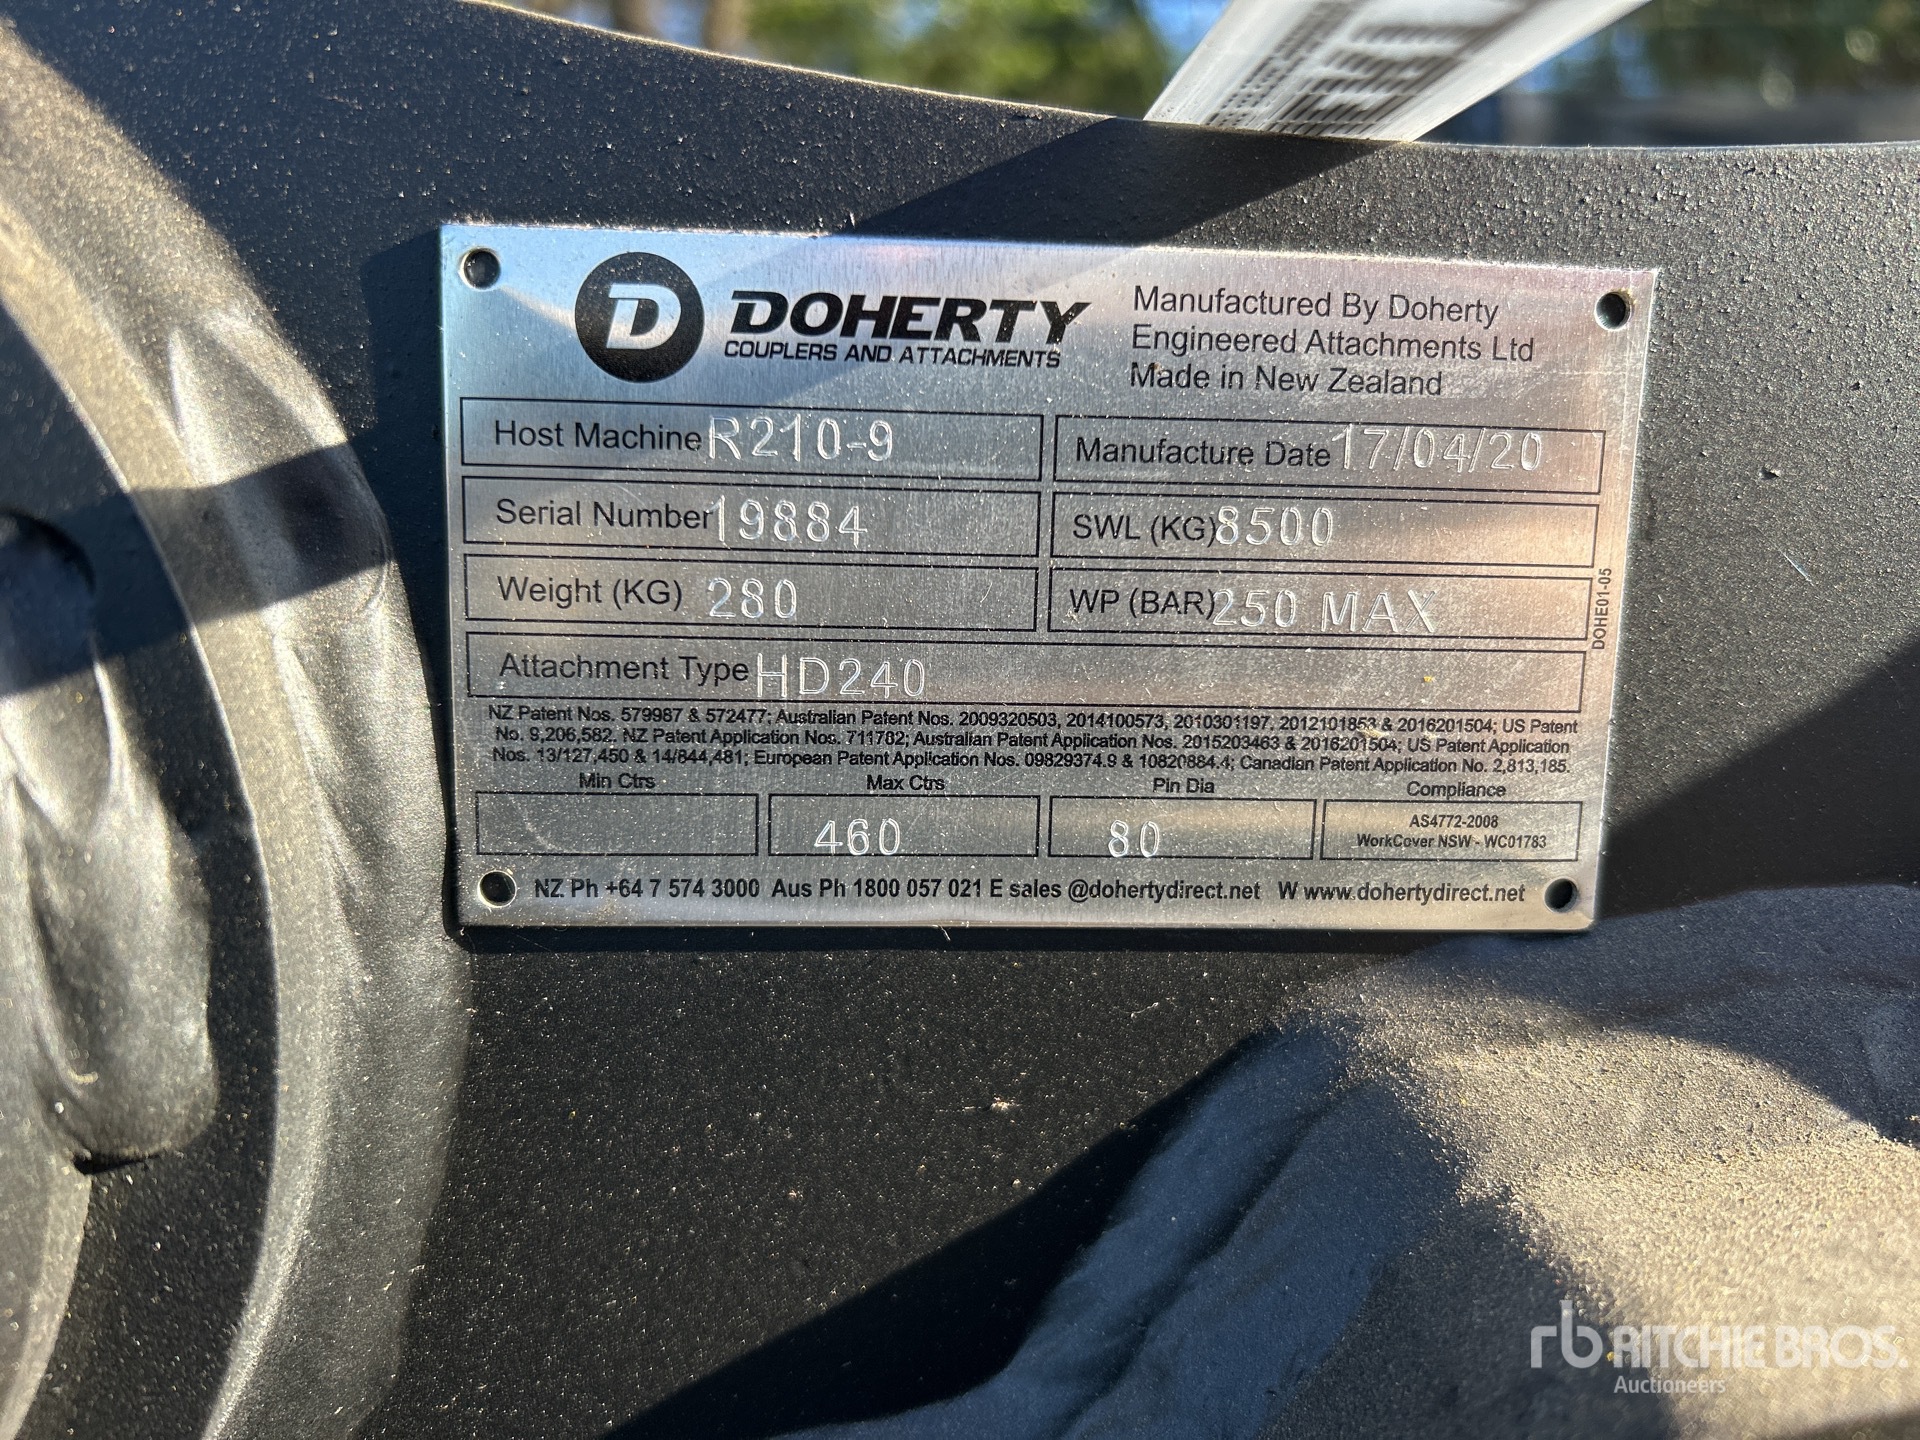 D DOHERTY
COUPLERS AND ATTACHMENTS
Manufactured By Doherty
Engineered Attachments Ltd
Made in New Zealand
Host Machine R210-9
Manufacture Date 17/04/20
Serial Number 19884
SWL (KG) 8500
Weight (KG) 280
WP (BAR) 250 MAX
Attachment Type HD240
DOHE01-05
NZ Patent Nos. 579987 & 572477; Australian Patent Nos. 2009320503, 2014100573, 2010301197, 2012101853 & 2016201504; US Patent
No. 9,206,582. NZ Patent Application Nos. 711782; Australian Patent Application Nos. 2015203463 & 2016201504; US Patent Application
Nos. 13/127,450 & 14/844,481; European Patent Application Nos. 09829374.9 & 10820884.4; Canadian Patent Application No. 2,813,185.
Min Ctrs Max Ctrs Pin Dia Compliance
460 80 AS4772-2008
WorkCover NSW - WC01783
NZ Ph +64 7 574 3000 Aus Ph 1800 057 021 E sales @dohertydirect.net W www.dohertydirect.net
rb RITCHIE BROS.
Auctioneers